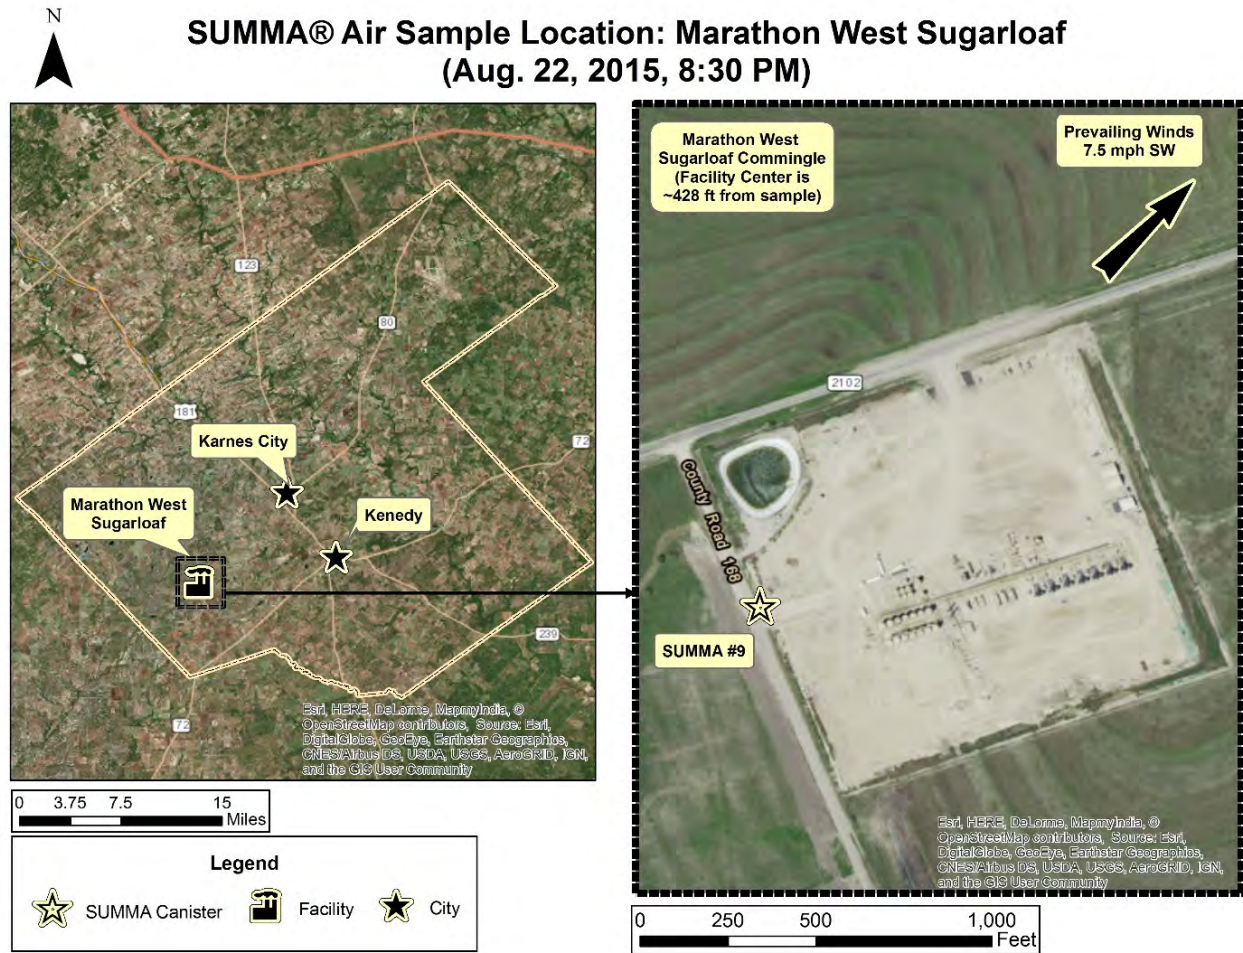 N
SUMMA® Air Sample Location: Marathon West Sugarloaf
(Aug. 22, 2015, 8:30 PM)
123
80
181
Karnes City
72
Marathon West
Sugarloaf
Kenedy
239
72
Esri, HERE, DeLorme, MapmyIndia, ©
OpenStreetMap contributors, Source: Esri,
DigitalGlobe, GeoEye, Earthstar Geographics,
CNES/Airbus DS, USDA, USGS, AeroGRID, IGN,
and the GIS User Community
0 3.75 7.5 15
Miles
Legend
SUMMA Canister
Facility
City
Marathon West
Sugarloaf Commingle
(Facility Center is
~428 ft from sample)
Prevailing Winds
7.5 mph SW
2102
County Road 168
SUMMA #9
Esri, HERE, DeLorme, MapmyIndia, ©
OpenStreetMap contributors, Source: Esri,
DigitalGlobe, GeoEye, Earthstar Geographics,
CNES/Airbus DS, USDA, USGS, AeroGRID, IGN,
and the GIS User Community
0 250 500 1,000
Feet